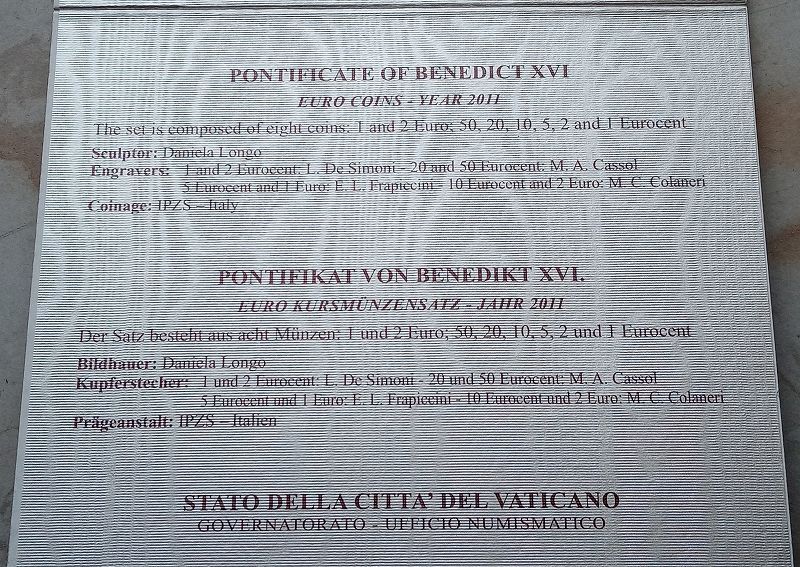 PONTIFICATE OF BENEDICT XVI
EURO COINS - YEAR 2011
The set is composed of eight coins: 1 and 2 Euro; 50, 20, 10, 5, 2 and 1 Eurocent
Sculptor: Daniela Longo
Engravers: 1 and 2 Eurocent: L. De Simoni - 20 and 50 Eurocent: M. A. Cassol
5 Eurocent and 1 Euro: E. L. Frapiccini - 10 Eurocent and 2 Euro: M. C. Colaneri
Coinage: IPZS – Italy
PONTIFIKAT VON BENEDIKT XVI.
EURO KURSMÜNZENSATZ - JAHR 2011
Der Satz besteht aus acht Münzen: 1 und 2 Euro; 50, 20, 10, 5, 2 und 1 Eurocent
Bildhauer: Daniela Longo
Kupferstecher: 1 und 2 Eurocent: L. De Simoni - 20 und 50 Eurocent: M. A. Cassol
5 Eurocent und 1 Euro: E. L. Frapiccini - 10 Eurocent und 2 Euro: M. C. Colaneri
Prägeanstalt: IPZS – Italien
STATO DELLA CITTA' DEL VATICANO
GOVERNATORATO - UFFICIO NUMISMATICO